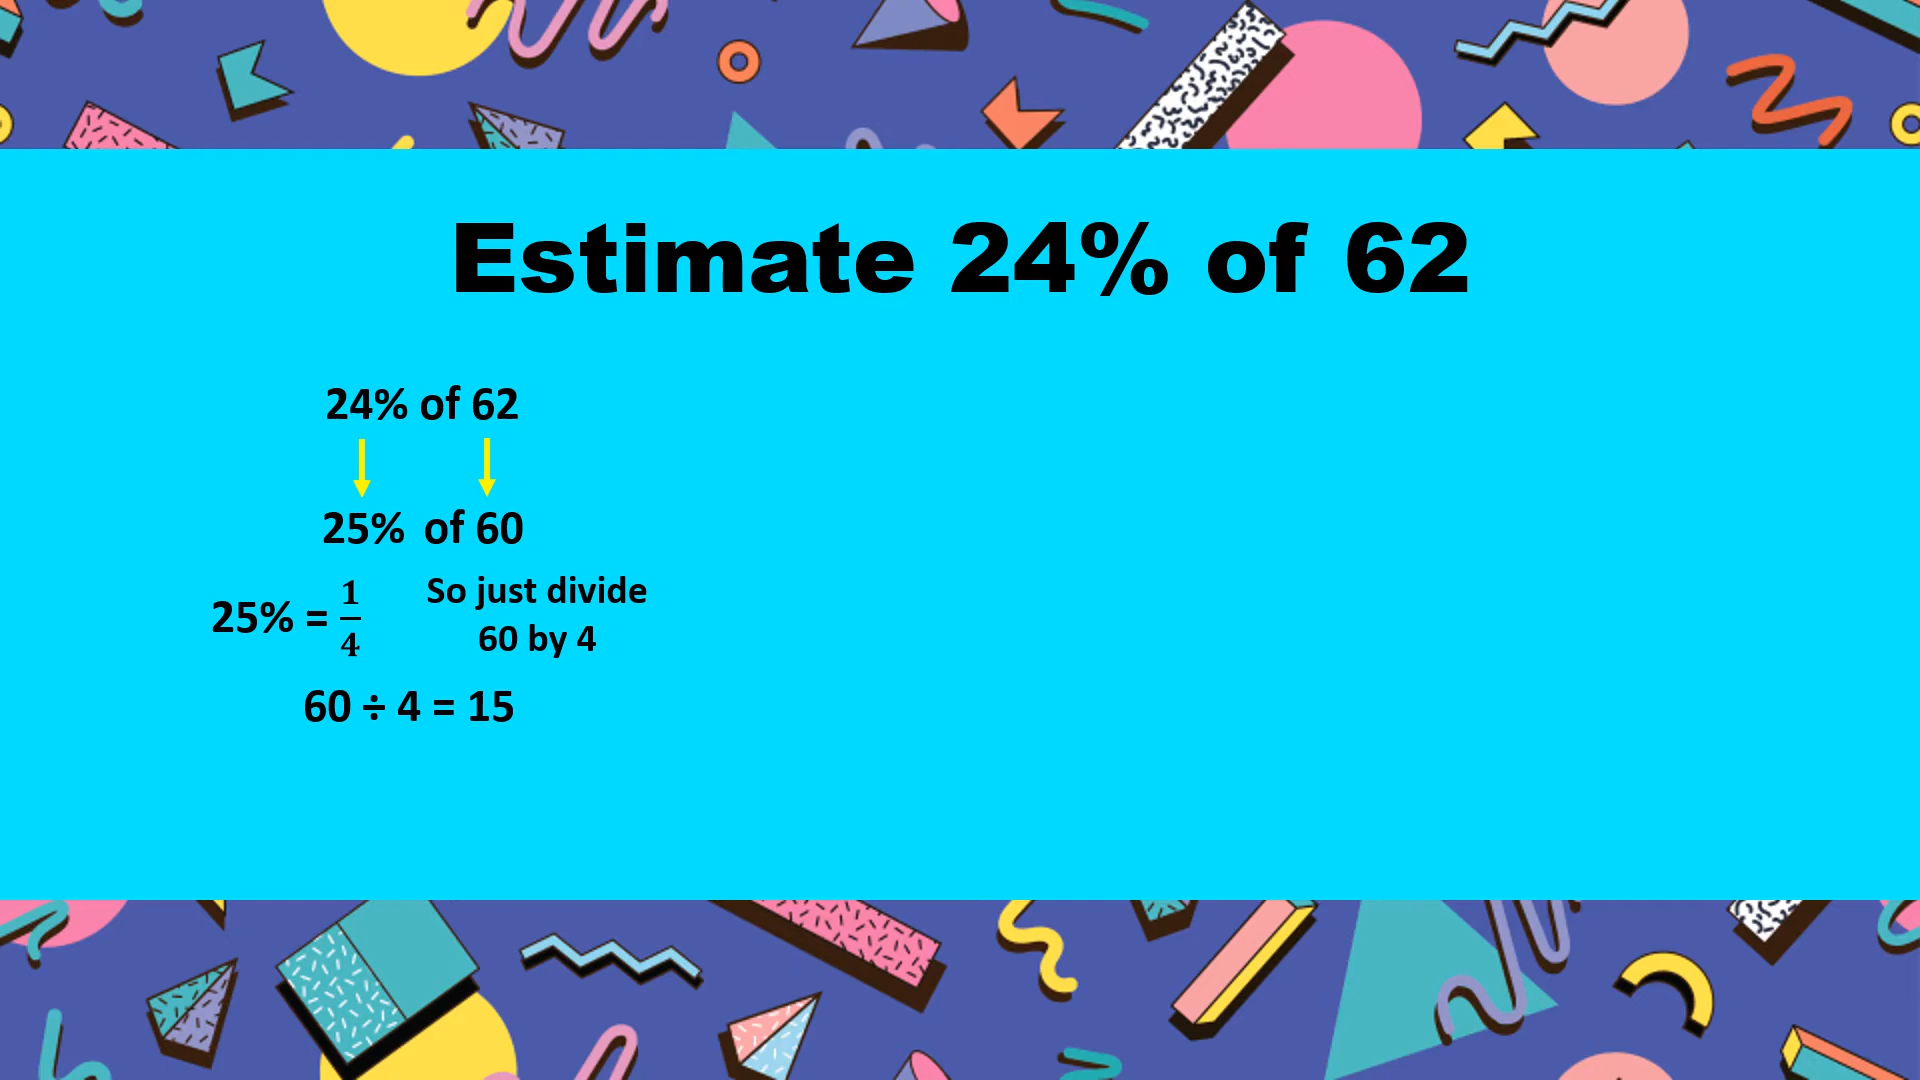 Estimate 24% of 62
24% of 62
25% of 60
25% = 1/4
So just divide
60 by 4
60 ÷ 4 = 15